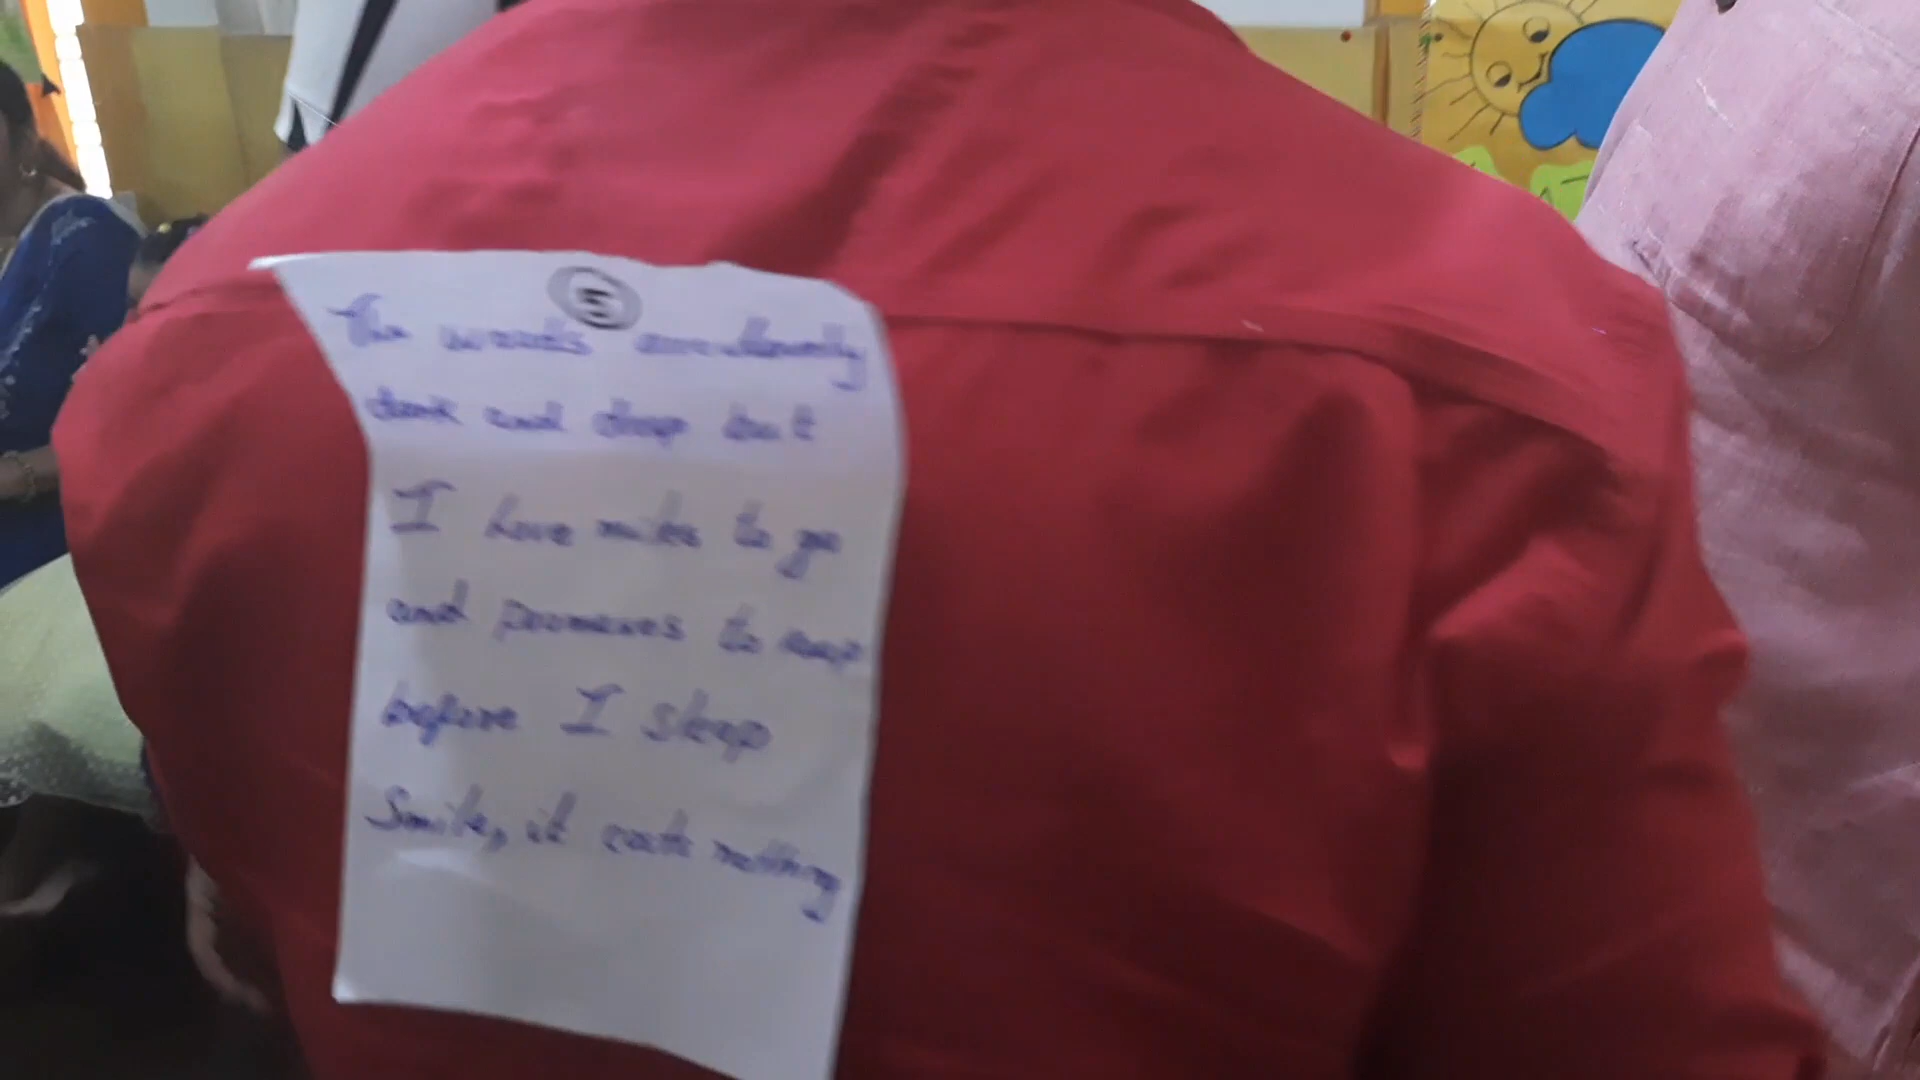 5
The woods are lovely
dark and deep but
I have miles to go
and promises to keep
before I sleep
Smile, it costs nothing